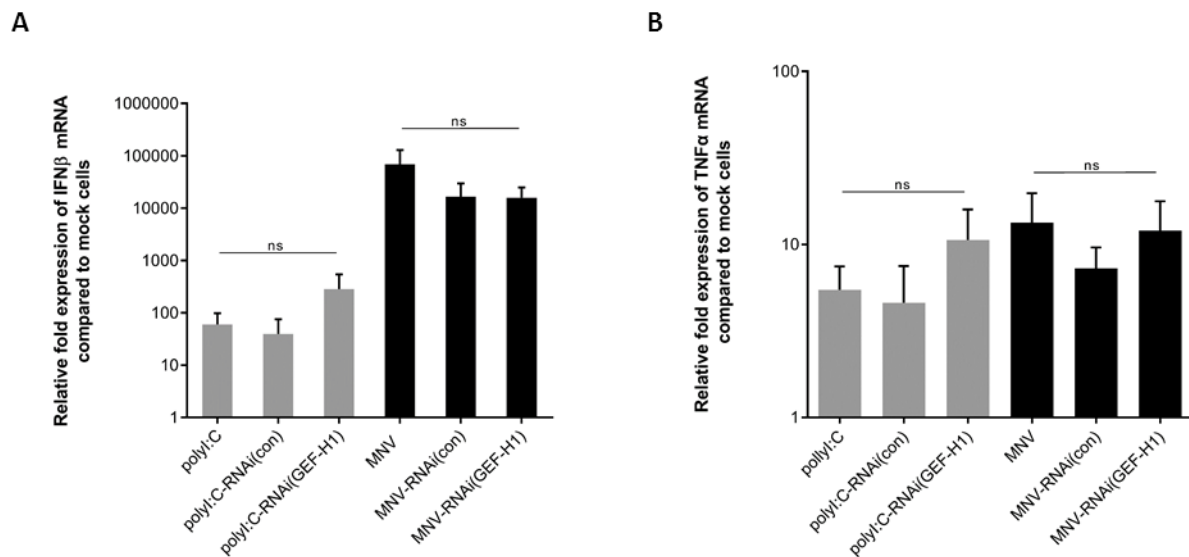 A
Relative fold expression of IFNβ mRNA
compared to mock cells
1000000
100000
10000
1000
100
10
1
ns
ns
polyI:C
polyI:C-RNAi(con)
polyI:C-RNAi(GEF-H1)
MNV
MNV-RNAi(con)
MNV-RNAi(GEF-H1)
B
Relative fold expression of TNFα mRNA
compared to mock cells
100
10
1
ns
ns
pollyI:C
polyI:C-RNAi(con)
polyI:C-RNAi(GEF-H1)
MNV
MNV-RNAi(con)
MNV-RNAi(GEF-H1)